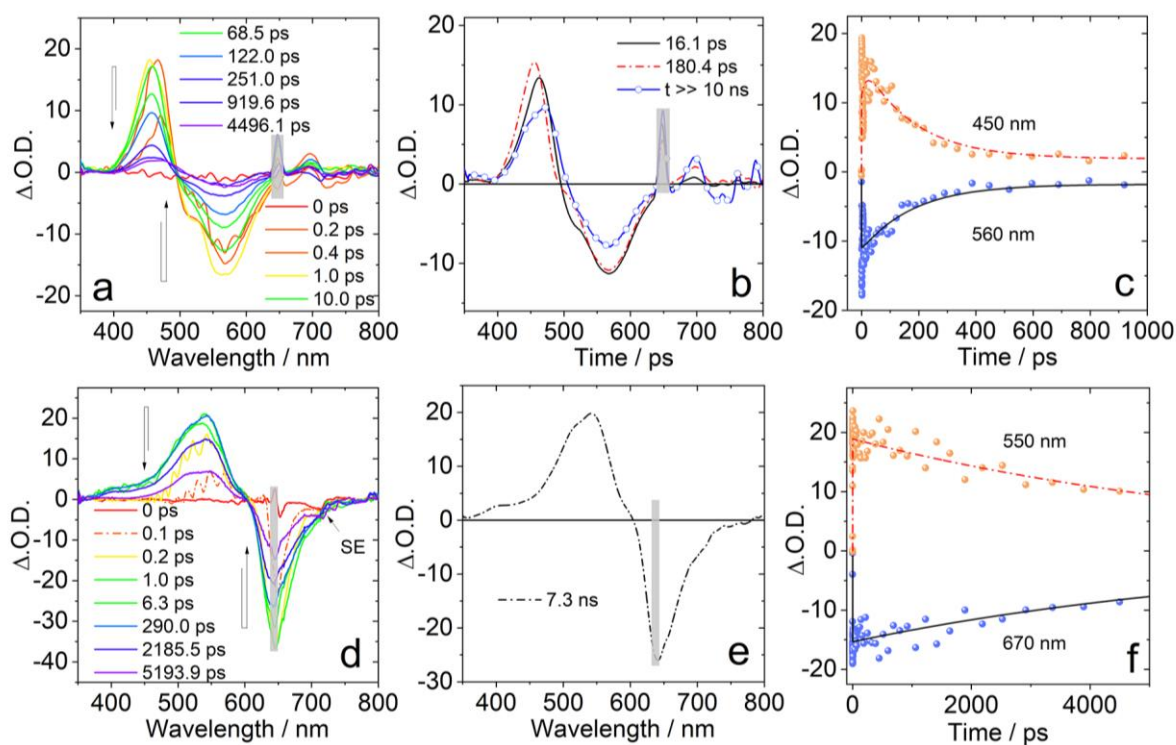 68.5 ps
122.0 ps
251.0 ps
919.6 ps
4496.1 ps
0 ps
0.2 ps
0.4 ps
1.0 ps
10.0 ps
20
10
0
-10
-20
Δ.O.D.
400 500 600 700 800
Wavelength / nm
a
16.1 ps
180.4 ps
t >> 10 ns
20
10
0
-10
Δ.O.D.
400 500 600 700 800
Time / ps
b
20
10
0
-10
-20
Δ.O.D.
450 nm
560 nm
0 200 400 600 800 1000
Time / ps
c
30
20
10
0
-10
-20
-30
-40
Δ.O.D.
0 ps
0.1 ps
0.2 ps
1.0 ps
6.3 ps
290.0 ps
2185.5 ps
5193.9 ps
SE
400 500 600 700 800
Wavelength / nm
d
20
10
0
-10
-20
-30
Δ.O.D.
7.3 ns
400 500 600 700 800
Wavelength / nm
e
20
10
0
-10
-20
Δ.O.D.
550 nm
670 nm
0 2000 4000
Time / ps
f